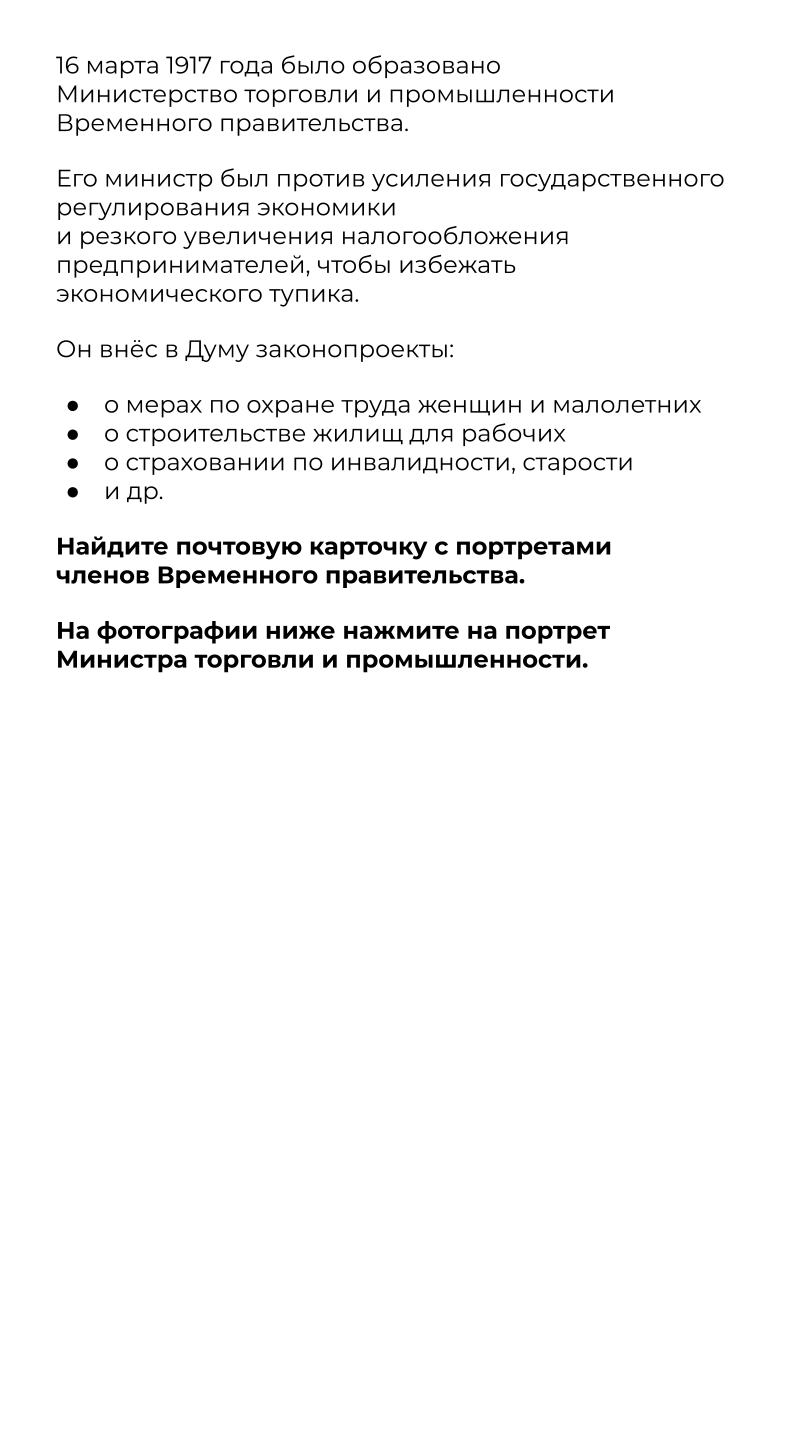 16 марта 1917 года было образовано
Министерство торговли и промышленности
Временного правительства.
Его министр был против усиления государственного
регулирования экономики
и резкого увеличения налогообложения
предпринимателей, чтобы избежать
экономического тупика.
Он внёс в Думу законопроекты:
● о мерах по охране труда женщин и малолетних
● о строительстве жилищ для рабочих
● о страховании по инвалидности, старости
● и др.
Найдите почтовую карточку с портретами
членов Временного правительства.
На фотографии ниже нажмите на портрет
Министра торговли и промышленности.